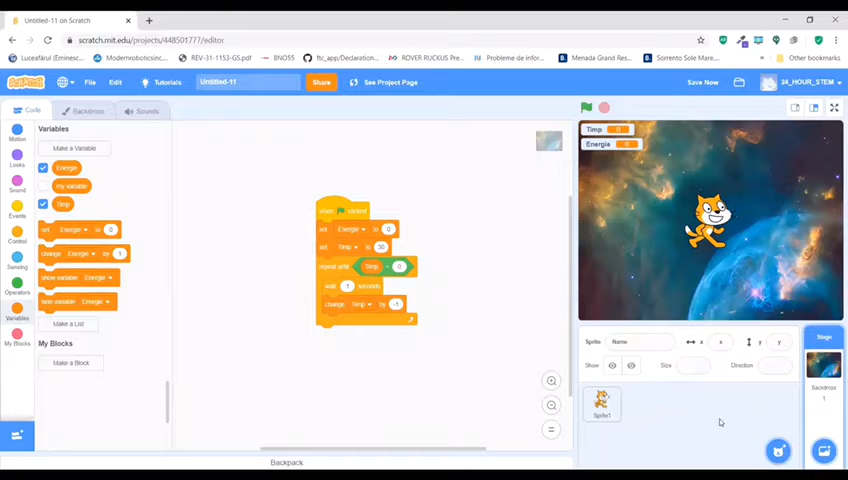 Untitled-11 on Scratch
scratch.mit.edu/projects/448501777/editor
Luceafărul (Eminesc...
Modernroboticsinc...
REV-31-1153-GS.pdf
BNO55
ftc_app/Declaration...
ROVER RUCKUS Pre...
Probleme de infor...
Menada Grand Res...
Sorrento Sole Mare,...
Other bookmarks
SCRATCH
File
Edit
Tutorials
Untitled-11
Share
See Project Page
Save Now
24_HOUR_STEM
Code
Backdrops
Sounds
Motion
Looks
Sound
Events
Control
Sensing
Operators
Variables
My Blocks
Variables
Make a Variable
Energie
my variable
Timp
set Energie to 0
change Energie by 1
show variable Energie
hide variable Energie
Make a List
My Blocks
Make a Block
when clicked
set Energie to 0
set Timp to 30
repeat until Timp = 0
wait 1 seconds
change Timp by -1
Timp 0
Energie 0
Sprite
Name
x
x
y
y
Show
Size
Direction
Sprite1
Stage
Backdrops
1
Backpack